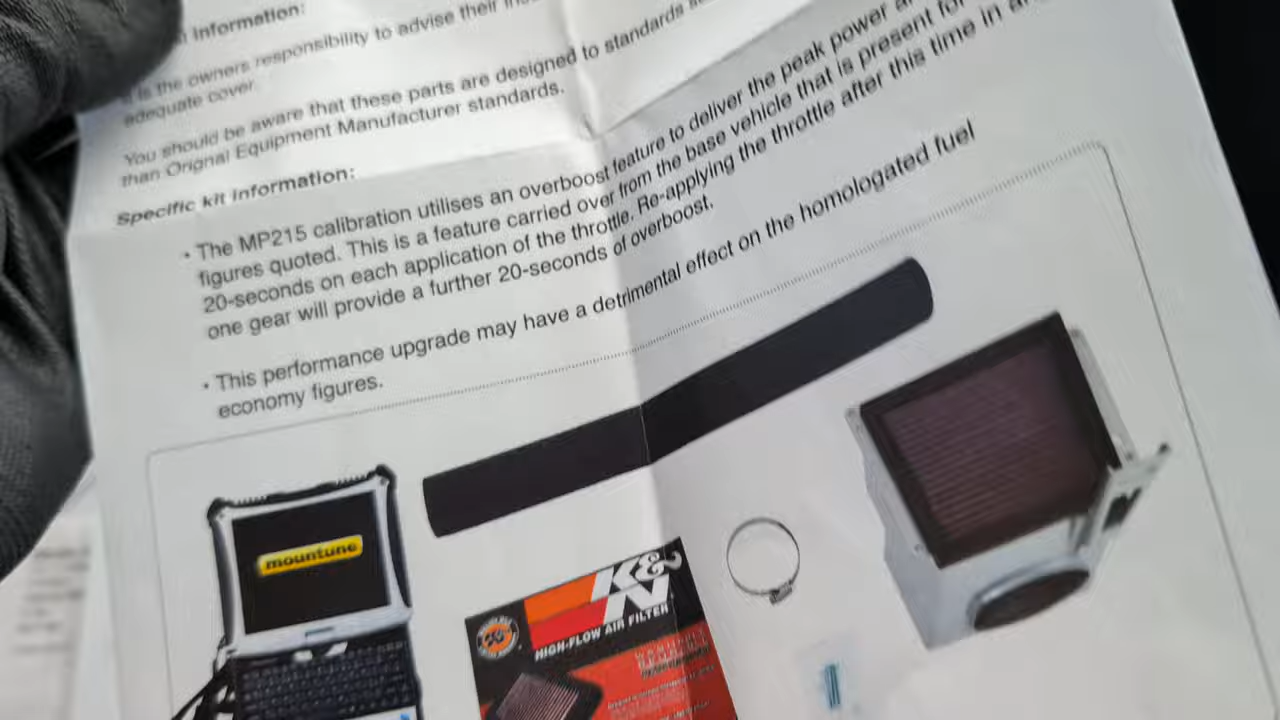 Information:
is the owners responsibility to advise their
adequate cover.
You should be aware that these parts are designed to standards
than Orignal Equipment Manufacturer standards.
Specific kit information:
• The MP215 calibration utilises an overboost feature to deliver the peak power
figures quoted. This is a feature carried over from the base vehicle that is present for
20-seconds on each application of the throttle. Re-applying the throttle after this time in
one gear will provide a further 20-seconds of overboost.
• This performance upgrade may have a detrimental effect on the homologated fuel
economy figures.
mountune
K&N
HIGH-FLOW AIR FILTER